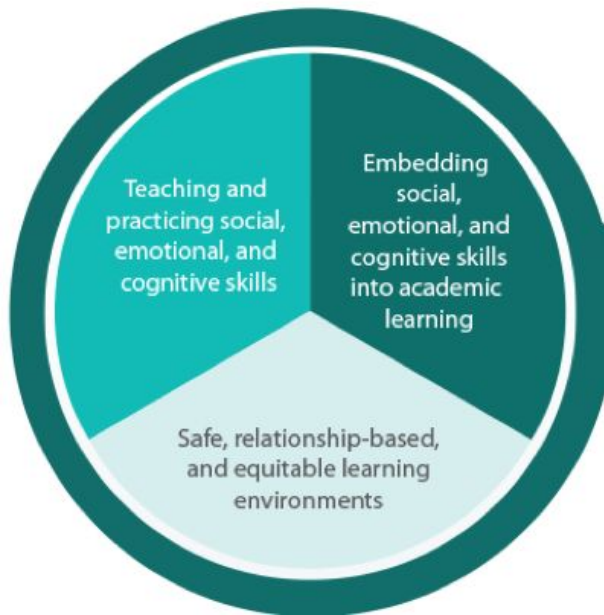 Teaching and
practicing social,
emotional, and
cognitive skills
Embedding
social,
emotional, and
cognitive skills
into academic
learning
Safe, relationship-based,
and equitable learning
environments